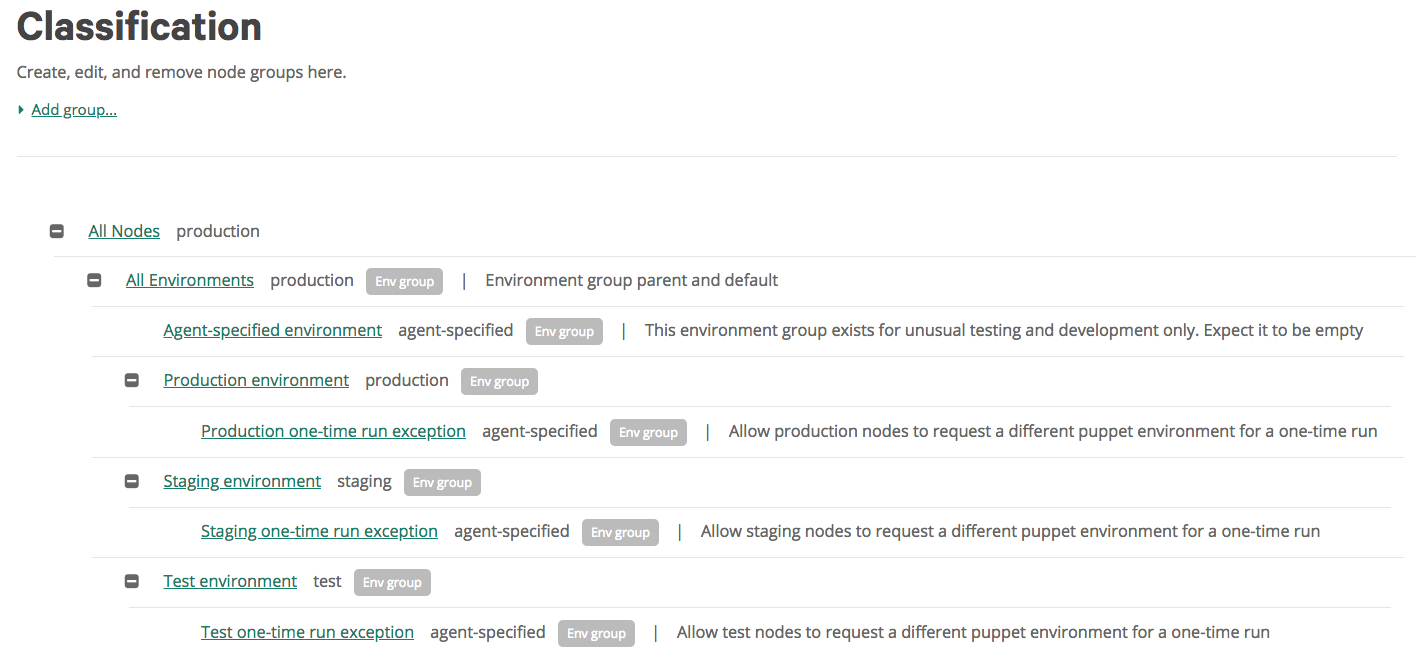 Classification
Create, edit, and remove node groups here.
Add group...
All Nodes production
All Environments production Env group | Environment group parent and default
Agent-specified environment agent-specified Env group | This environment group exists for unusual testing and development only. Expect it to be empty
Production environment production Env group
Production one-time run exception agent-specified Env group | Allow production nodes to request a different puppet environment for a one-time run
Staging environment staging Env group
Staging one-time run exception agent-specified Env group | Allow staging nodes to request a different puppet environment for a one-time run
Test environment test Env group
Test one-time run exception agent-specified Env group | Allow test nodes to request a different puppet environment for a one-time run